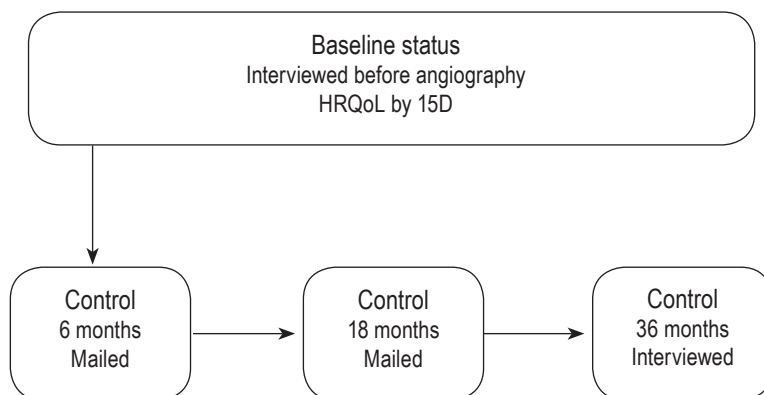 Baseline status
Interviewed before angiography
HRQoL by 15D
Control
6 months
Mailed
Control
18 months
Mailed
Control
36 months
Interviewed